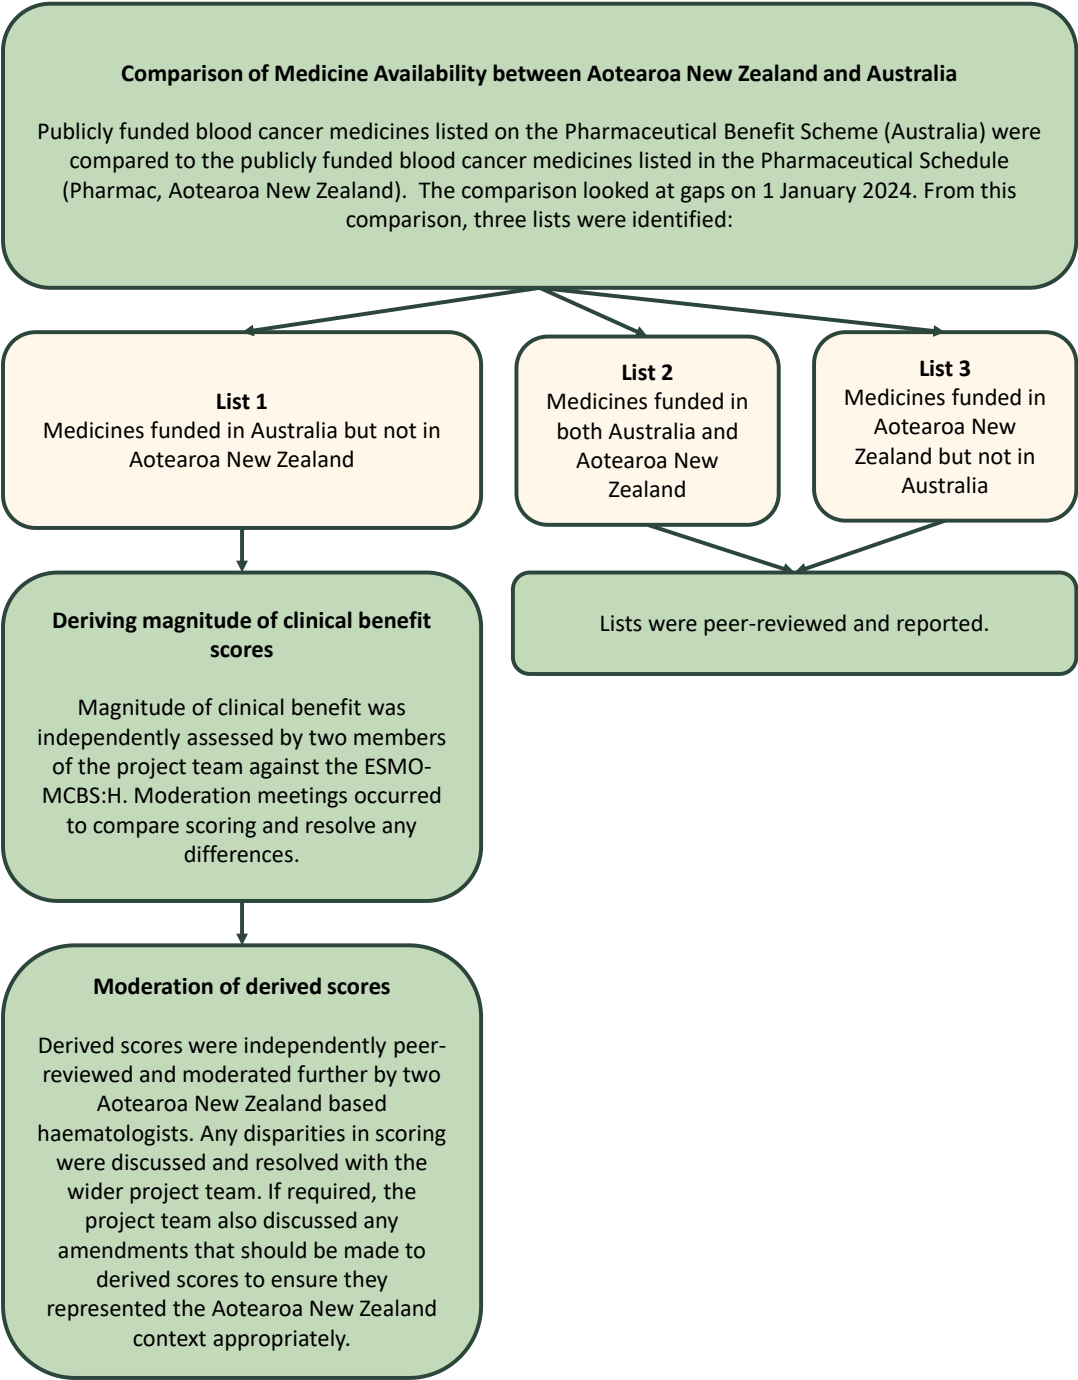 Comparison of Medicine Availability between Aotearoa New Zealand and Australia
Publicly funded blood cancer medicines listed on the Pharmaceutical Benefit Scheme (Australia) were
compared to the publicly funded blood cancer medicines listed in the Pharmaceutical Schedule
(Pharmac, Aotearoa New Zealand).  The comparison looked at gaps on 1 January 2024. From this
comparison, three lists were identified:
List 1
Medicines funded in Australia but not in
Aotearoa New Zealand
List 2
Medicines funded in
both Australia and
Aotearoa New
Zealand
List 3
Medicines funded in
Aotearoa New
Zealand but not in
Australia
Deriving magnitude of clinical benefit
scores
Magnitude of clinical benefit was
independently assessed by two members
of the project team against the ESMO-
MCBS:H. Moderation meetings occurred
to compare scoring and resolve any
differences.
Lists were peer-reviewed and reported.
Moderation of derived scores
Derived scores were independently peer-
reviewed and moderated further by two
Aotearoa New Zealand based
haematologists. Any disparities in scoring
were discussed and resolved with the
wider project team. If required, the
project team also discussed any
amendments that should be made to
derived scores to ensure they
represented the Aotearoa New Zealand
context appropriately.